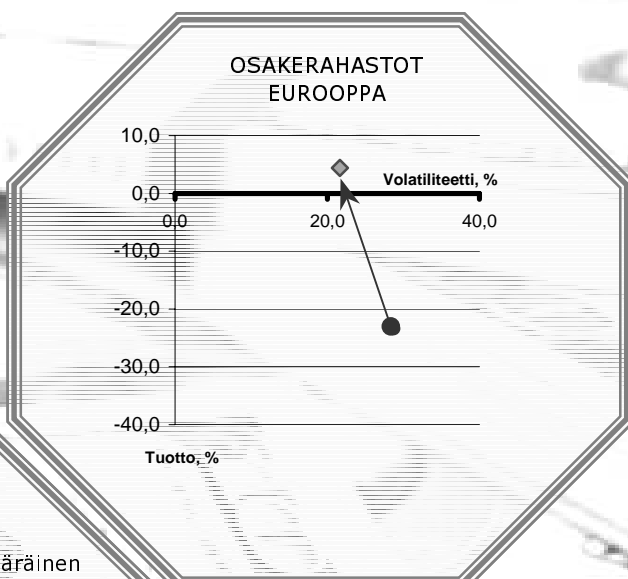 OSAKERAHASTOT
EUROOPPA
10,0
Volatiliteetti, %
0,0
0,0 20,0 40,0
-10,0
-20,0
-30,0
-40,0
Tuotto, %
äräinen